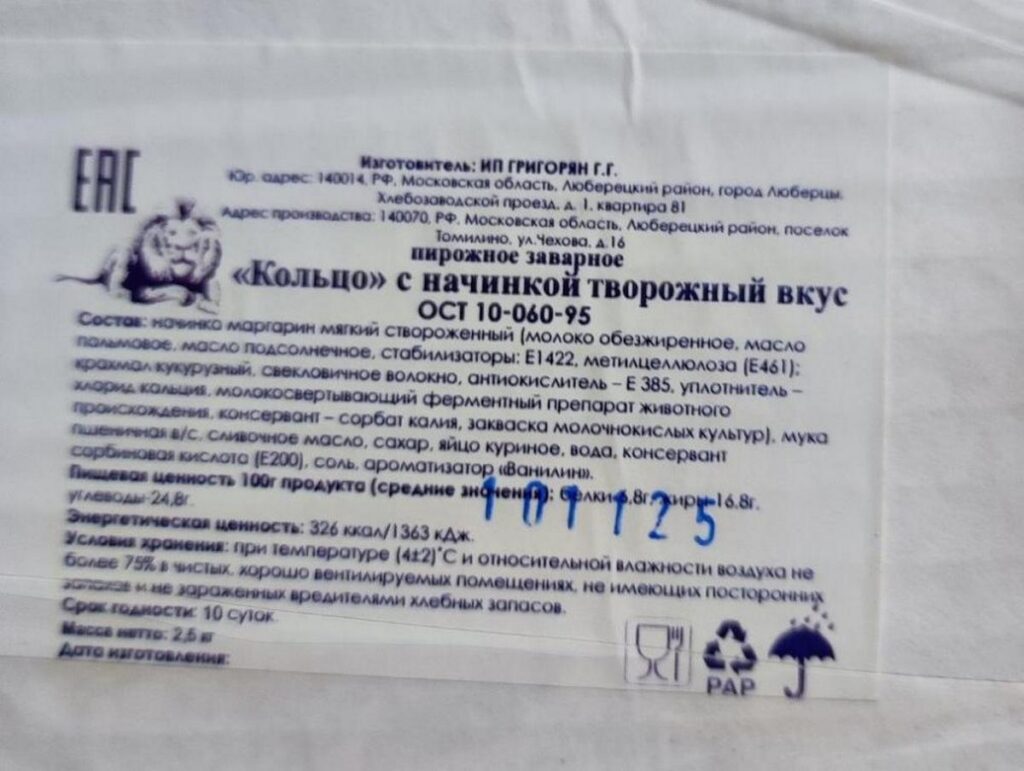 ЕАС
Изготовитель: ИП ГРИГОРЯН Г.Г.
Юр. адрес: 140014, РФ, Московская область, Люберецкий район, город Люберцы,
Хлебозаводской проезд, д. 1, квартира 81
Адрес производства: 140070, РФ, Московская область, Люберецкий район, поселок
Томилино, ул.Чехова, д.16
пирожное заварное
«Кольцо» с начинкой творожный вкус
ОСТ 10-060-95
Состав: начинка маргарин мягкий створоженный (молоко обезжиренное, масло
пальмовое, масло подсолнечное, стабилизаторы: Е1422, метилцеллюлоза (Е461);
крахмал кукурузный, свекловичное волокно, антиокислитель – Е 385, уплотнитель –
хлорид кальция, молокосвертывающий ферментный препарат животного
происхождения, консервант – сорбат калия, закваска молочнокислых культур), мука
пшеничная в/с, сливочное масло, сахар, яйцо куриное, вода, консервант
сорбиновая кислота (Е200), соль, ароматизатор «Ванилин».
Пищевая ценность 100г продукта (средние значения): белки-6,8г, жиры-16,8г,
углеводы-24,8г.
101125
Энергетическая ценность: 326 ккал/1363 кДж.
Условия хранения: при температуре (4±2)°С и относительной влажности воздуха не
более 75% в чистых, хорошо вентилируемых помещениях, не имеющих посторонних
запахов и не зараженных вредителями хлебных запасов.
Срок годности: 10 суток
Масса нетто: 2,5 кг
Дата изготовления:
PAP